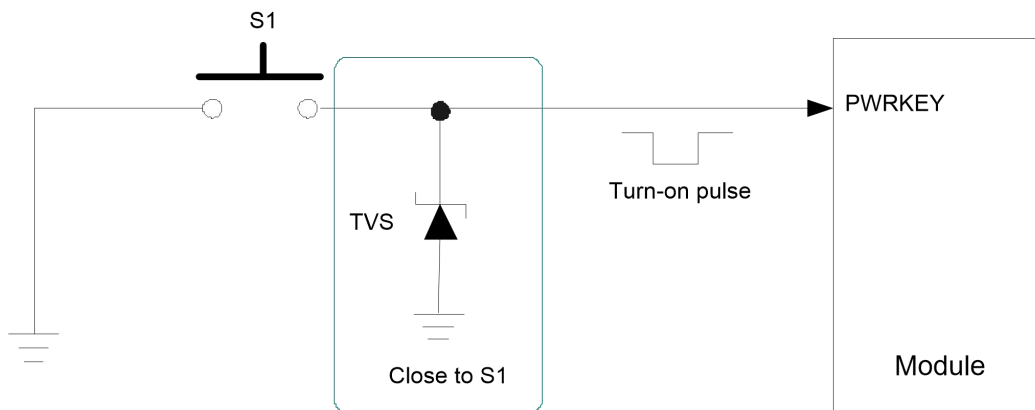 S1
PWRKEY
Turn-on pulse
TVS
Close to S1
Module